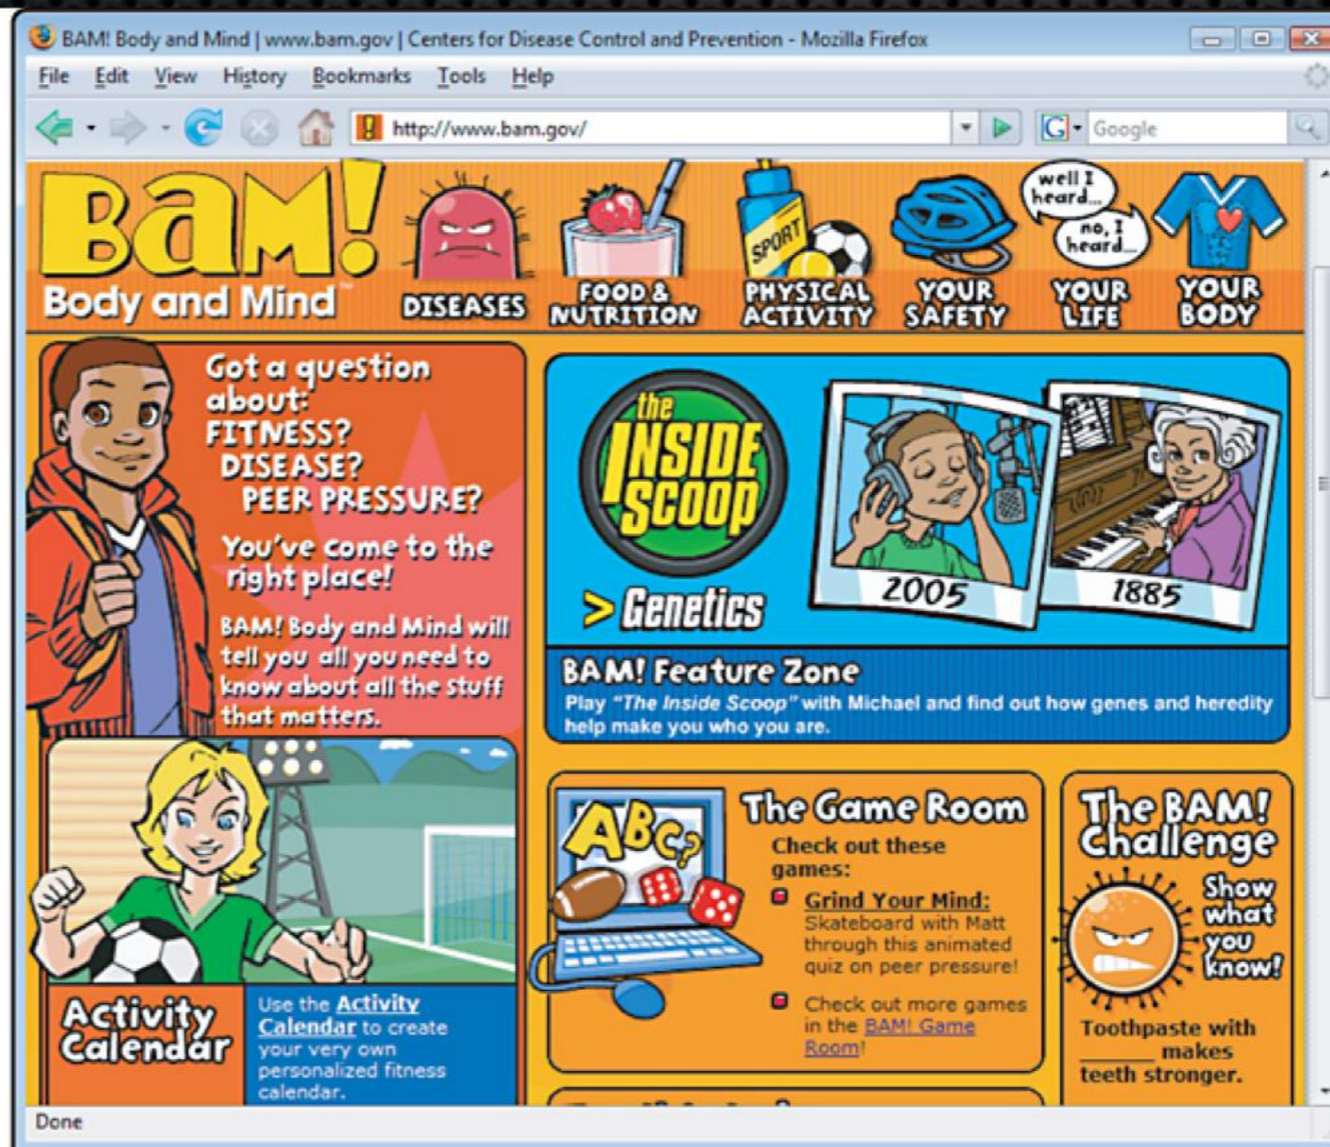 BAM! Body and Mind | www.bam.gov | Centers for Disease Control and Prevention - Mozilla Firefox
File Edit View History Bookmarks Tools Help
http://www.bam.gov/
G Google
BaM!
Body and Mind™
DISEASES
FOOD &
NUTRITION
SPORT
PHYSICAL
ACTIVITY
YOUR
SAFETY
well I
heard...
no, I
heard...
YOUR
LIFE
YOUR
BODY
Got a question
about:
FITNESS?
DISEASE?
PEER PRESSURE?
You've come to the
right place!
BAM! Body and Mind will
tell you all you need to
know about all the stuff
that matters.
the
INSIDE
SCOOP
> Genetics
2005
1885
BAM! Feature Zone
Play "The Inside Scoop" with Michael and find out how genes and heredity
help make you who you are.
Activity
Calendar
Use the Activity
Calendar to create
your very own
personalized fitness
calendar.
ABC?
The Game Room
Check out these
games:
Grind Your Mind:
Skateboard with Matt
through this animated
quiz on peer pressure!
Check out more games
in the BAM! Game
Room!
The BAM!
Challenge
Show
what
you
know!
Toothpaste with
______ makes
teeth stronger.
Done